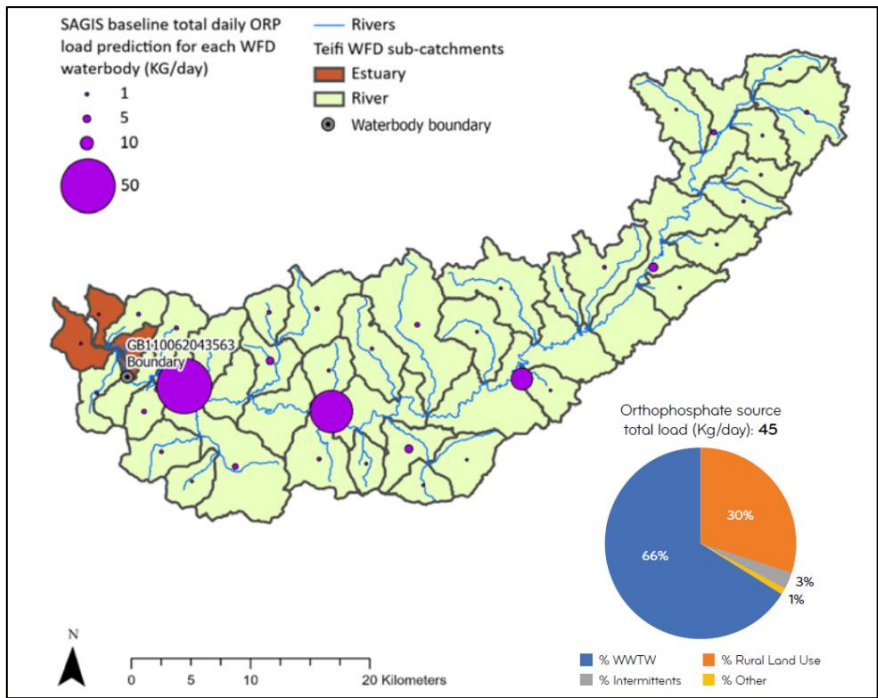 SAGIS baseline total daily ORP
load prediction for each WFD
waterbody (KG/day)
1
5
10
50
Rivers
Teifi WFD sub-catchments
Estuary
River
Waterbody boundary
GB110062043563
Boundary
Orthophosphate source
total load (Kg/day): 45
30%
66%
3%
1%
% WWTW
% Rural Land Use
% Intermittents
% Other
N
0 5 10 20 Kilometers